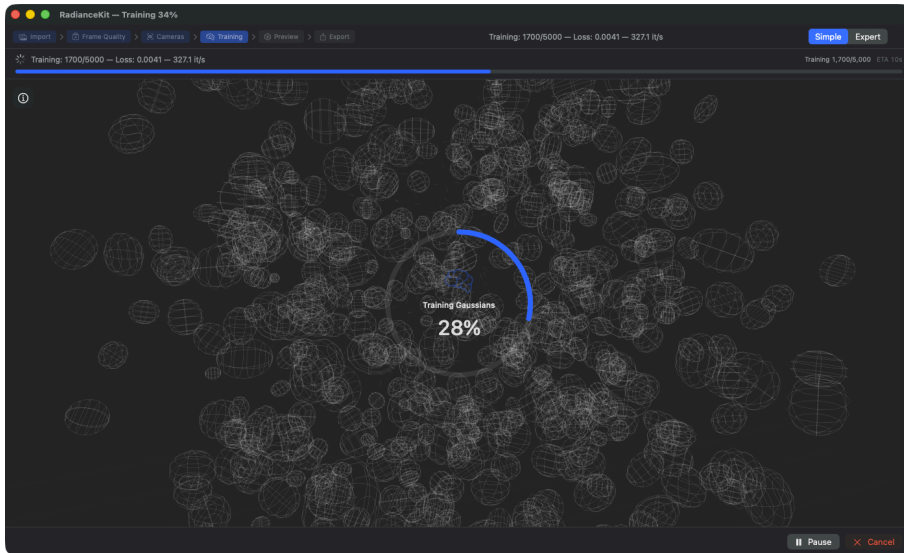 RadianceKit — Training 34%
Import > Frame Quality > Cameras > Training > Preview > Export
Training: 1700/5000 — Loss: 0.0041 — 327.1 it/s
Simple Expert
Training: 1700/5000 — Loss: 0.0041 — 327.1 it/s
Training 1,700/5,000 ETA 10s
Training Gaussians
28%
Pause
Cancel